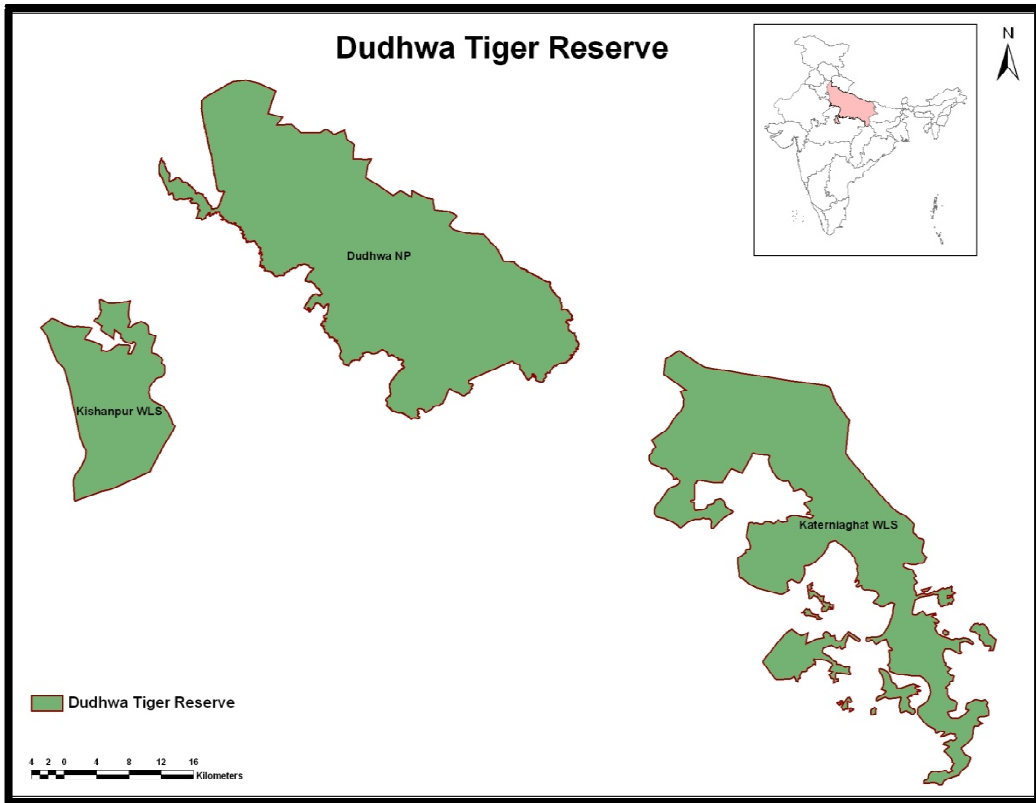 Dudhwa Tiger Reserve
N
Dudhwa NP
Kishanpur WLS
Katerniaghat WLS
Dudhwa Tiger Reserve
4 2 0 4 8 12 16
Kilometers